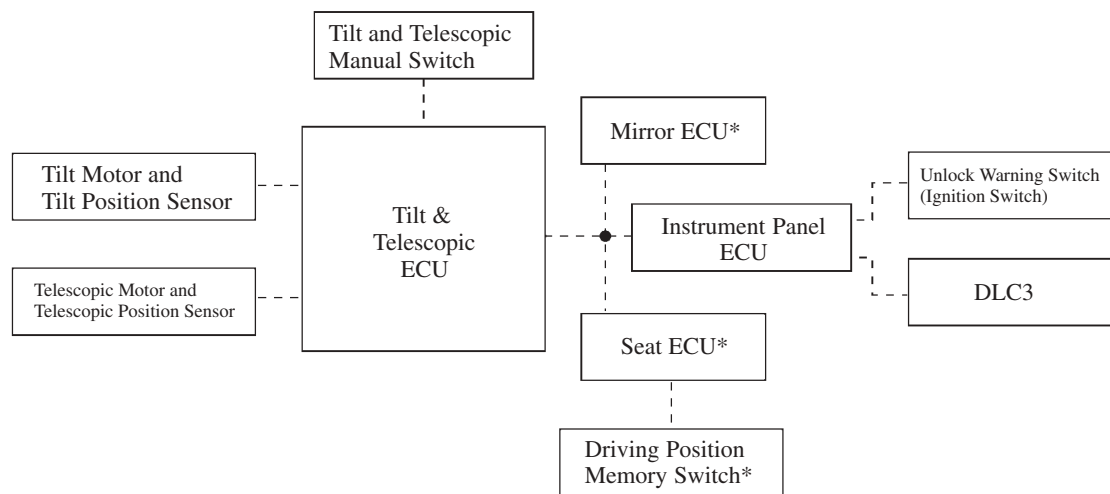 Tilt and Telescopic
Manual Switch
Mirror ECU*
Tilt Motor and
Tilt Position Sensor
Unlock Warning Switch
(Ignition Switch)
Tilt &
Telescopic
ECU
Instrument Panel
ECU
Telescopic Motor and
Telescopic Position Sensor
DLC3
Seat ECU*
Driving Position
Memory Switch*